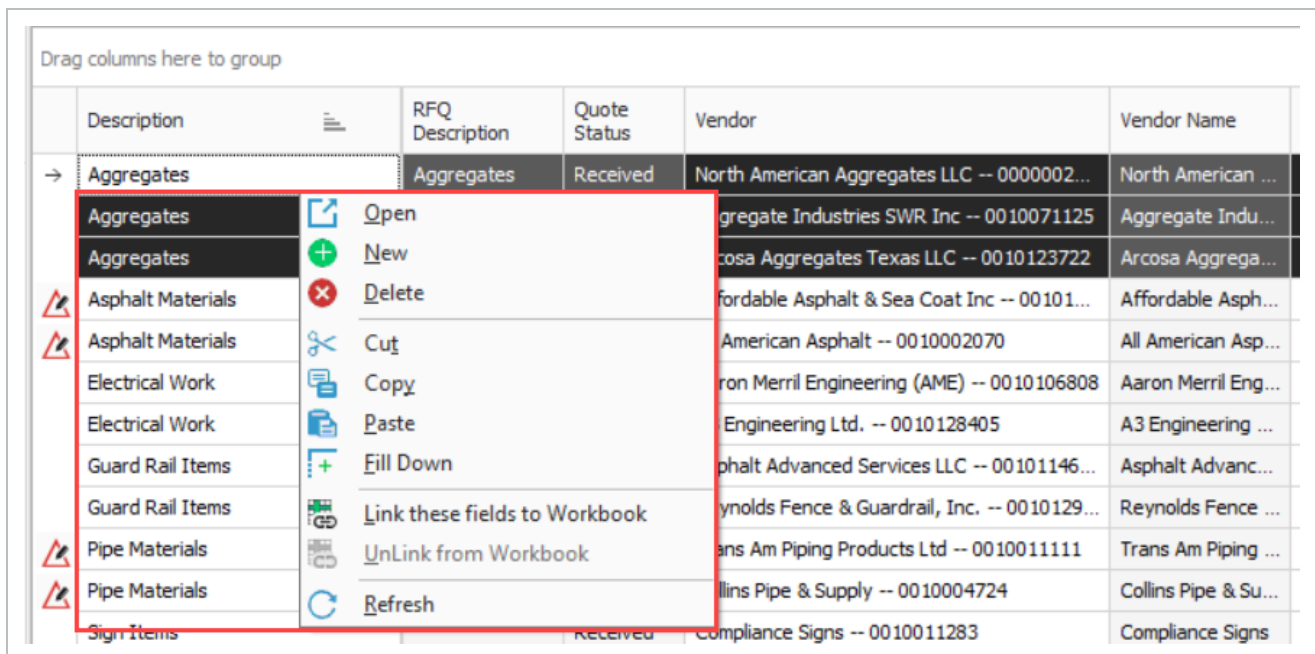 Drag columns here to group
Description RFQ Description Quote Status Vendor Vendor Name
Aggregates Aggregates Received North American Aggregates LLC -- 0000002... North American ...
Aggregates Open gregate Industries SWR Inc -- 0010071125 Aggregate Indu...
New
Aggregates cosa Aggregates Texas LLC -- 0010123722 Arcosa Aggrega...
Asphalt Materials Delete fordable Asphalt & Sea Coat Inc -- 00101... Affordable Asph...
Asphalt Materials Cut American Asphalt -- 0010002070 All American Asp...
Electrical Work Copy ron Merril Engineering (AME) -- 0010106808 Aaron Merril Eng...
Electrical Work Paste Engineering Ltd. -- 0010128405 A3 Engineering ...
Guard Rail Items Fill Down phalt Advanced Services LLC -- 00101146... Asphalt Advanc...
Guard Rail Items Link these fields to Workbook ynolds Fence & Guardrail, Inc. -- 0010129... Reynolds Fence ...
Pipe Materials UnLink from Workbook ans Am Piping Products Ltd -- 0010011111 Trans Am Piping ...
Pipe Materials Refresh llins Pipe & Supply -- 0010004724 Collins Pipe & Su...
Sign Items Received Compliance Signs -- 0010011283 Compliance Signs